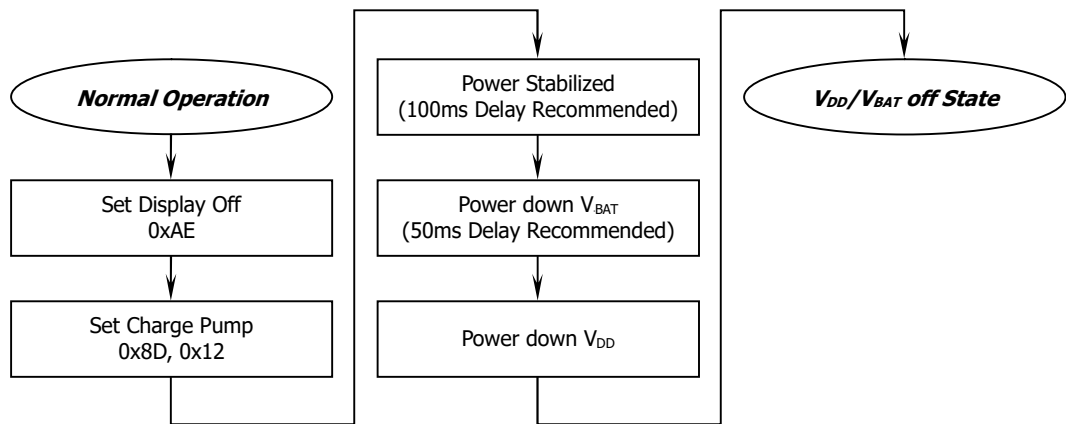 Normal Operation
Set Display Off
0xAE
Set Charge Pump
0x8D, 0x12
Power Stabilized
(100ms Delay Recommended)
Power down VBAT
(50ms Delay Recommended)
Power down VDD
VDD/VBAT off State